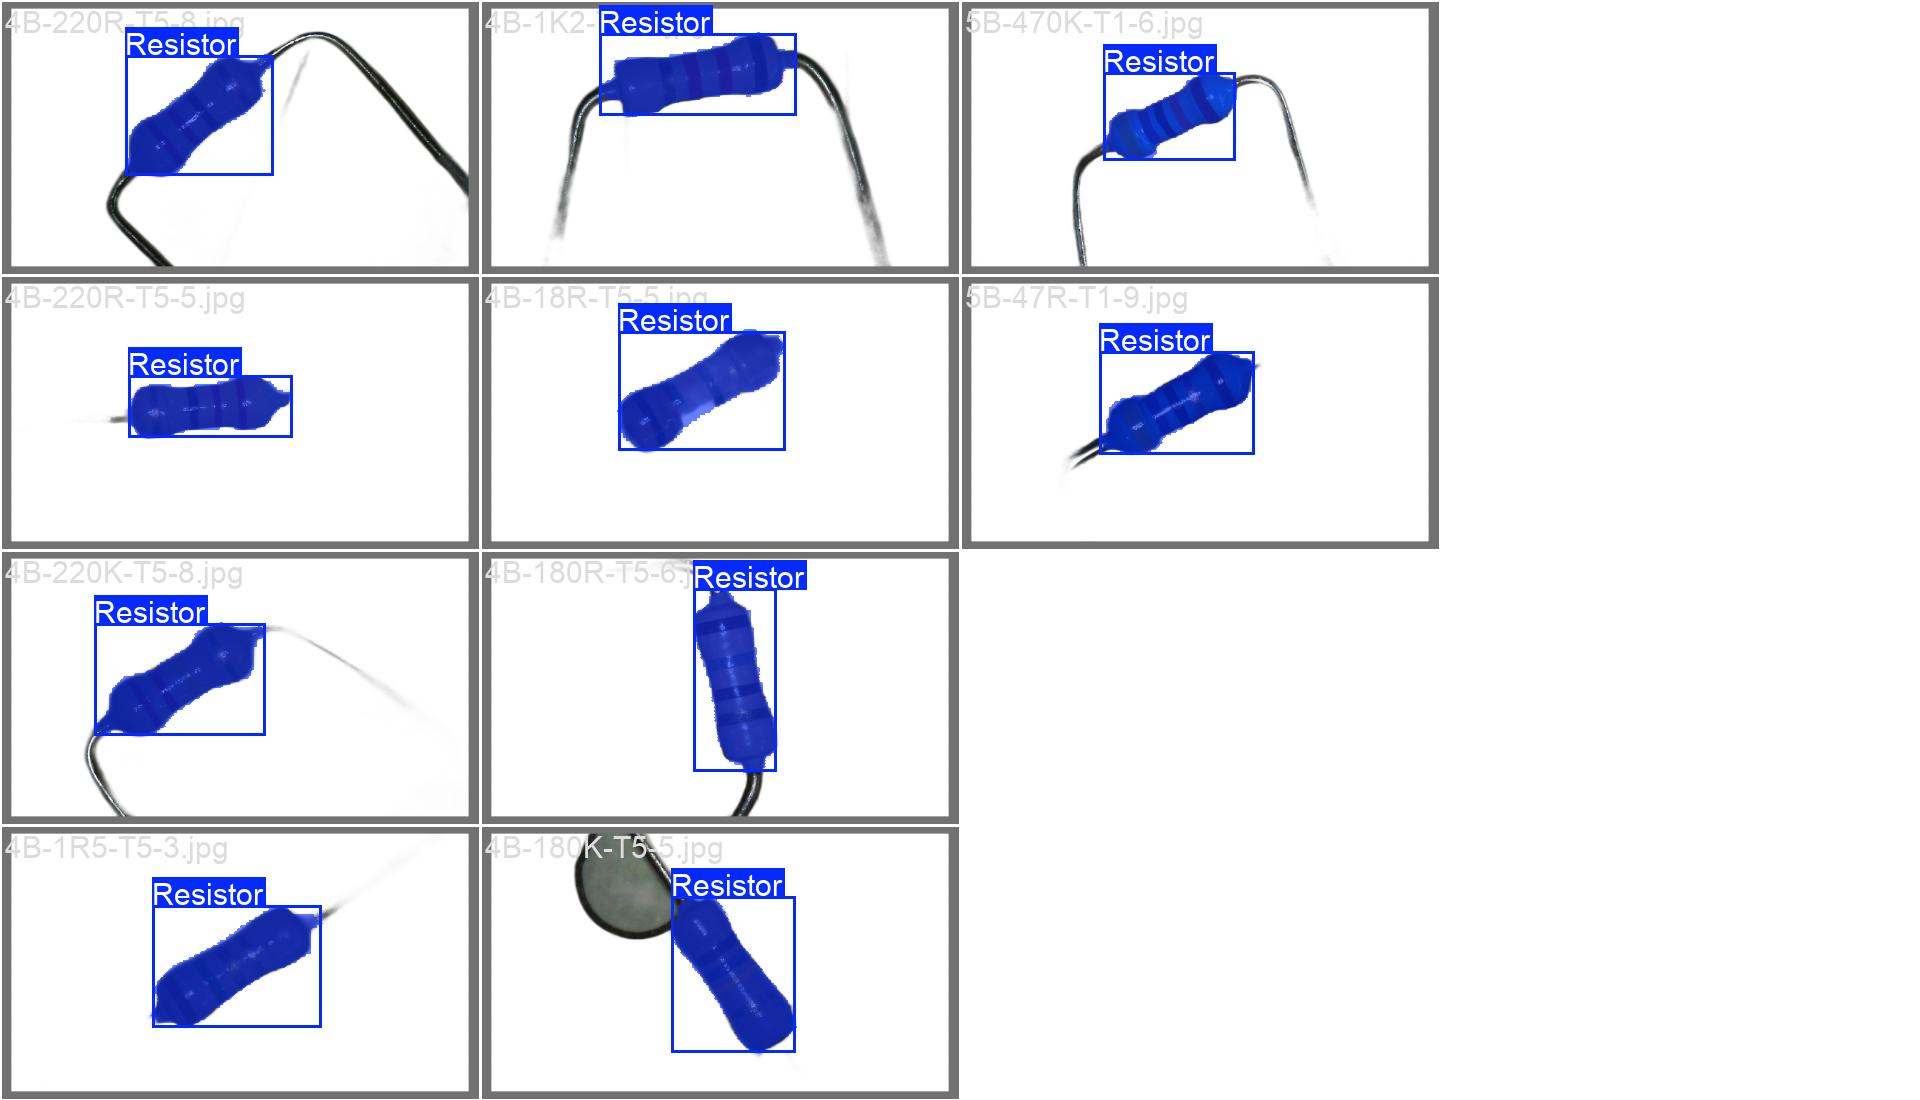 4B-220R-T5-8.jpg
Resistor
4B-1K2-
Resistor
5B-470K-T1-6.jpg
Resistor
4B-220R-T5-5.jpg
Resistor
4B-18R-T5-5.jpg
Resistor
5B-47R-T1-9.jpg
Resistor
4B-220K-T5-8.jpg
Resistor
4B-180R-T5-6.j
Resistor
4B-1R5-T5-3.jpg
Resistor
4B-180K-T5-5.jpg
Resistor